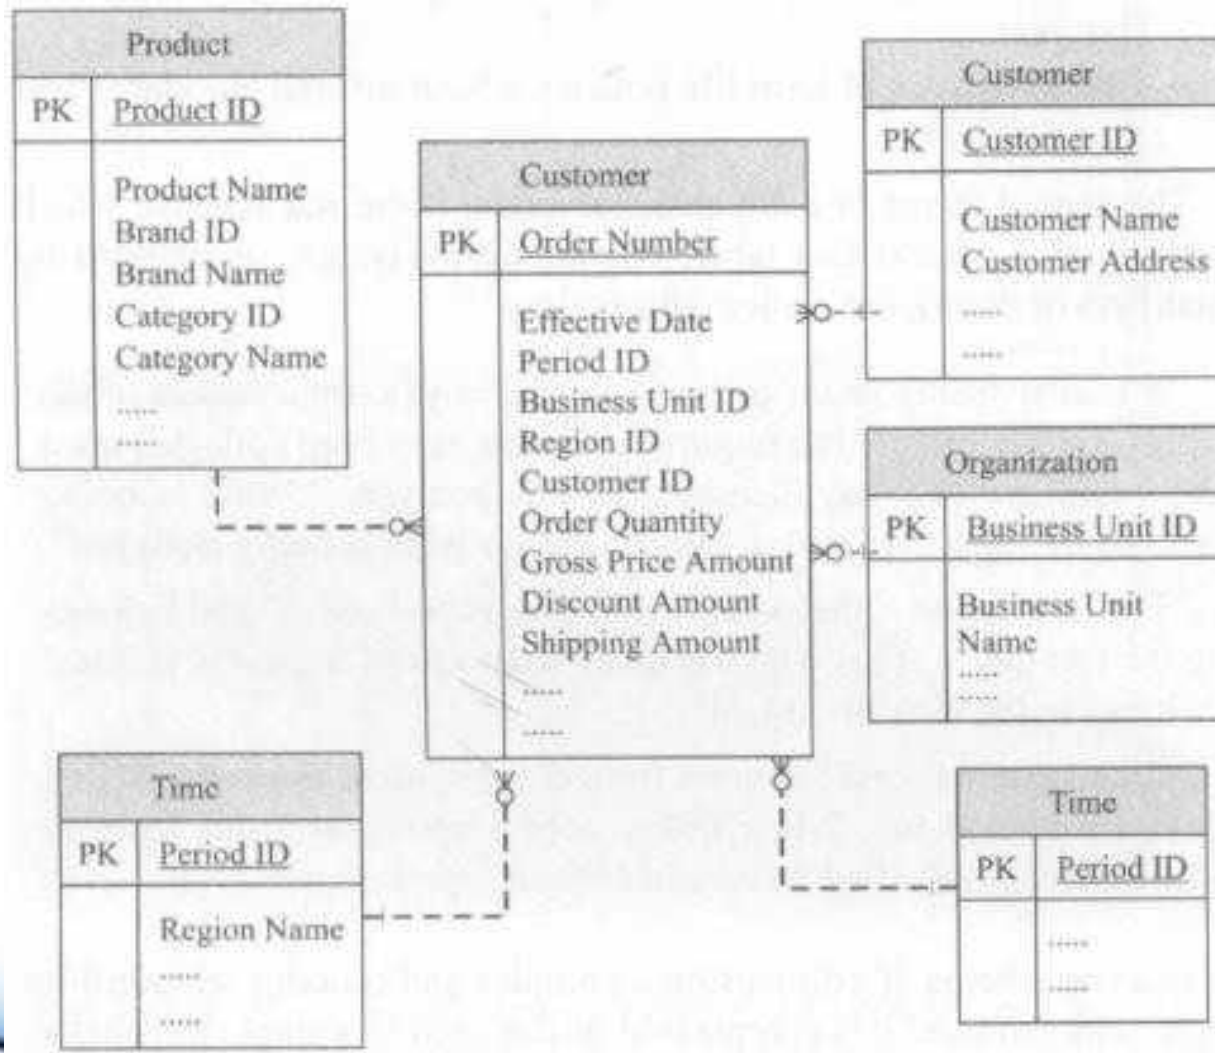 Product
PK Product ID
Product Name
Brand ID
Brand Name
Category ID
Category Name
.....
.....
Customer
PK Order Number
Effective Date
Period ID
Business Unit ID
Region ID
Customer ID
Order Quantity
Gross Price Amount
Discount Amount
Shipping Amount
.....
.....
Customer
PK Customer ID
Customer Name
Customer Address
.....
.....
Organization
PK Business Unit ID
Business Unit
Name
.....
.....
Time
PK Period ID
Region Name
.....
.....
Time
PK Period ID
.....
.....